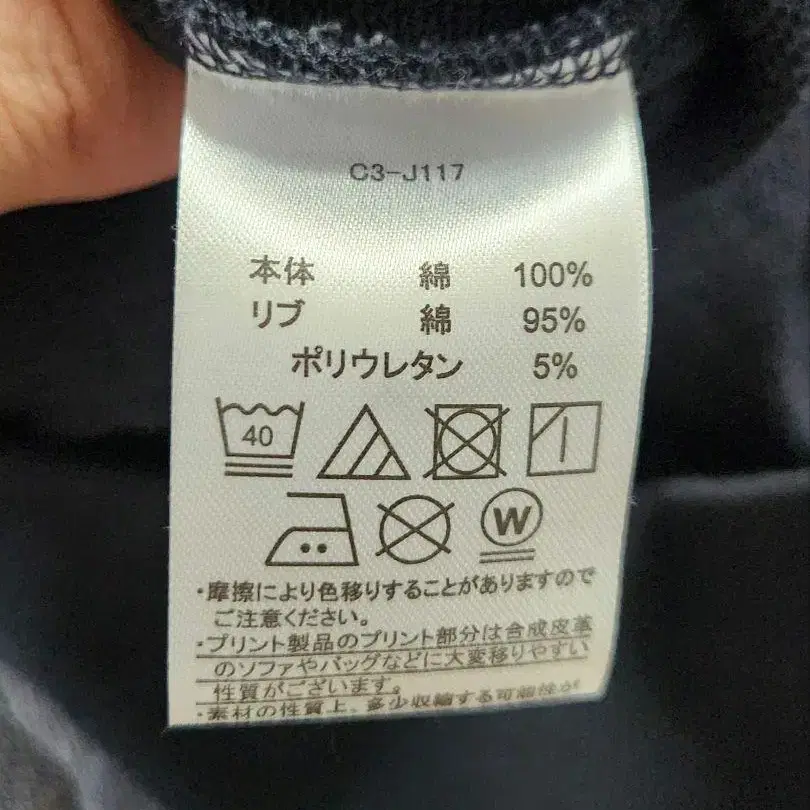 C3-J117
本体 綿 100%
リブ 綿 95%
ポリウレタン 5%
40
W
・摩擦により色移りすることがありますので
ご注意ください。
・プリント製品のプリント部分は合成皮革
のソファやバッグなどに大変移りやすい
性質がございます。
・素材の性質上、多少収縮する可能性が